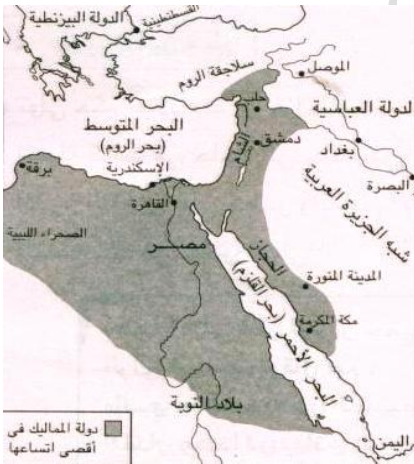 القسطنطينية
الدولة البيزنطية
سلاجقة الروم
الموصل
حلب
الدولة العباسية
البحر المتوسط
(بحر الروم)
الشام
دمشق
بغداد
البصرة
الإسكندرية
برقة
القاهرة
شبه الجزيرة العربية
الصحراء الليبية
مصر
الحجاز
المدينة المنورة
البحر الأحمر (بحر القلزم)
مكة المكرمة
بلاد النوبة
اليمن
دولة المماليك فى
أقصى اتساعها